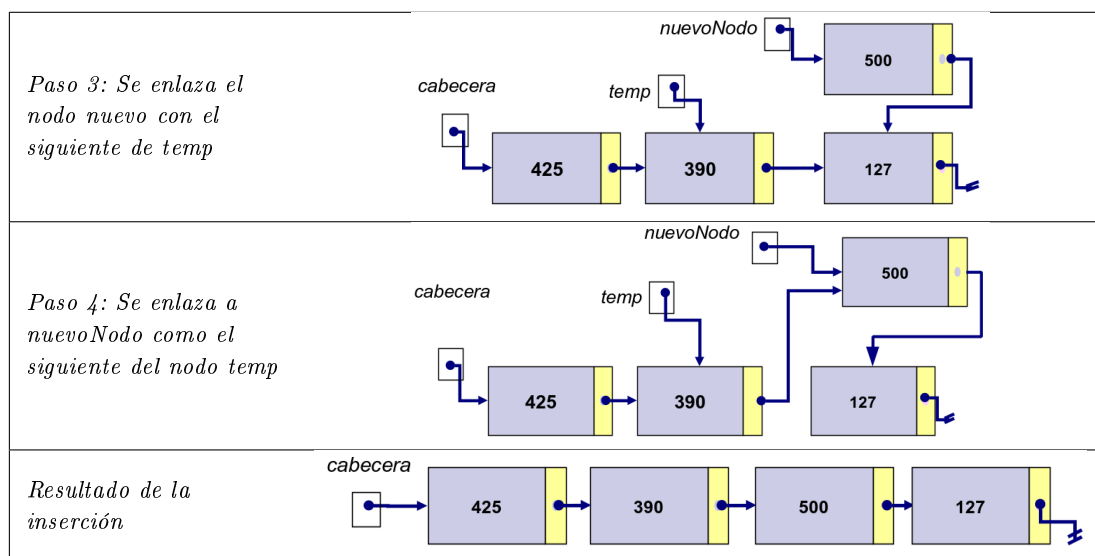 Paso 3: Se enlaza el
nodo nuevo con el
siguiente de temp
nuevoNodo
500
cabecera
temp
425
390
127
Paso 4: Se enlaza a
nuevoNodo como el
siguiente del nodo temp
nuevoNodo
500
cabecera
temp
425
390
127
Resultado de la
inserción
cabecera
425
390
500
127